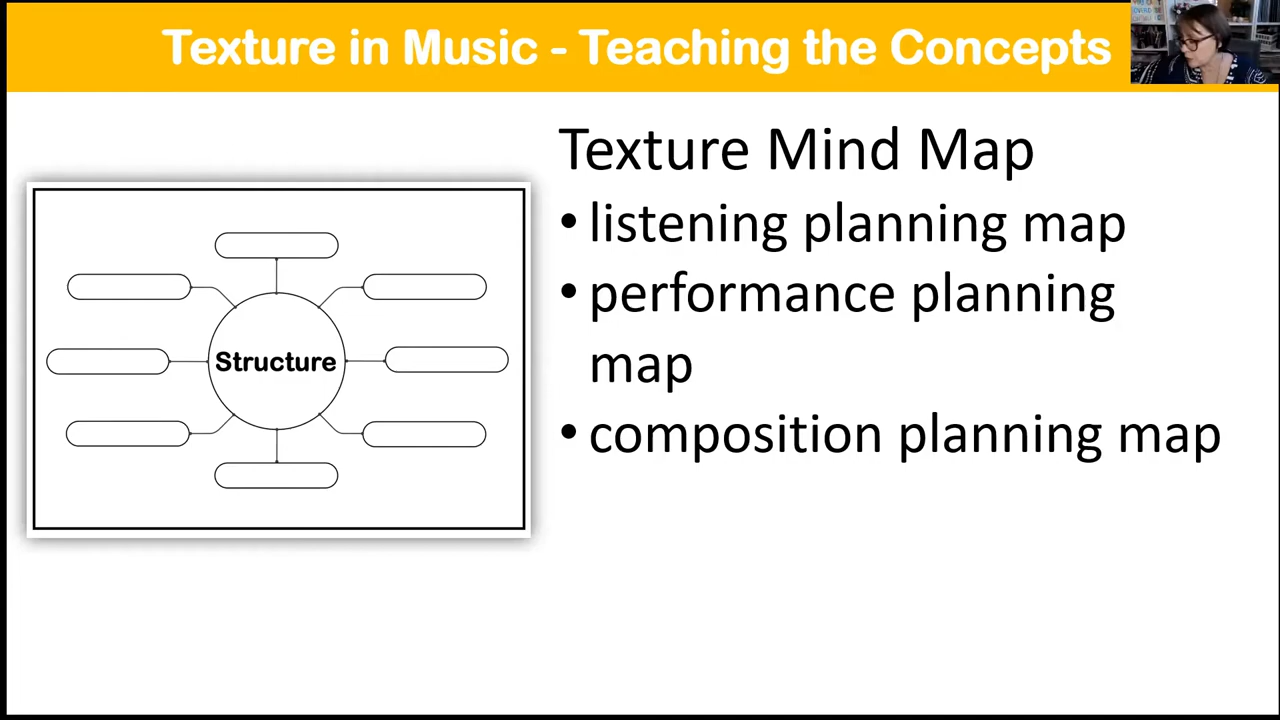 Texture in Music - Teaching the Concepts
Texture Mind Map
• listening planning map
• performance planning
map
• composition planning map
Structure